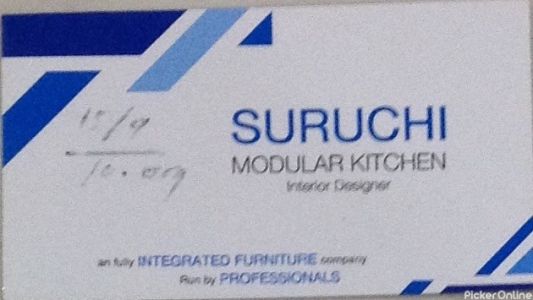 SURUCHI
MODULAR KITCHEN
Interior Designer
an fully INTEGRATED FURNITURE company
Run by PROFESSIONALS
PickerOnline